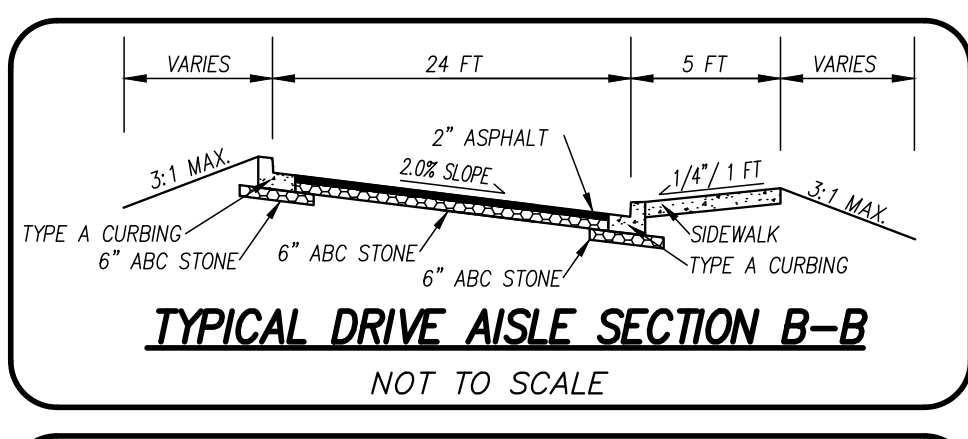 VARIES
24 FT
5 FT
VARIES
2" ASPHALT
3:1 MAX.
2.0% SLOPE
1/4"/ 1 FT
3:1 MAX.
TYPE A CURBING
6" ABC STONE
6" ABC STONE
6" ABC STONE
SIDEWALK
TYPE A CURBING
TYPICAL DRIVE AISLE SECTION B-B
NOT TO SCALE